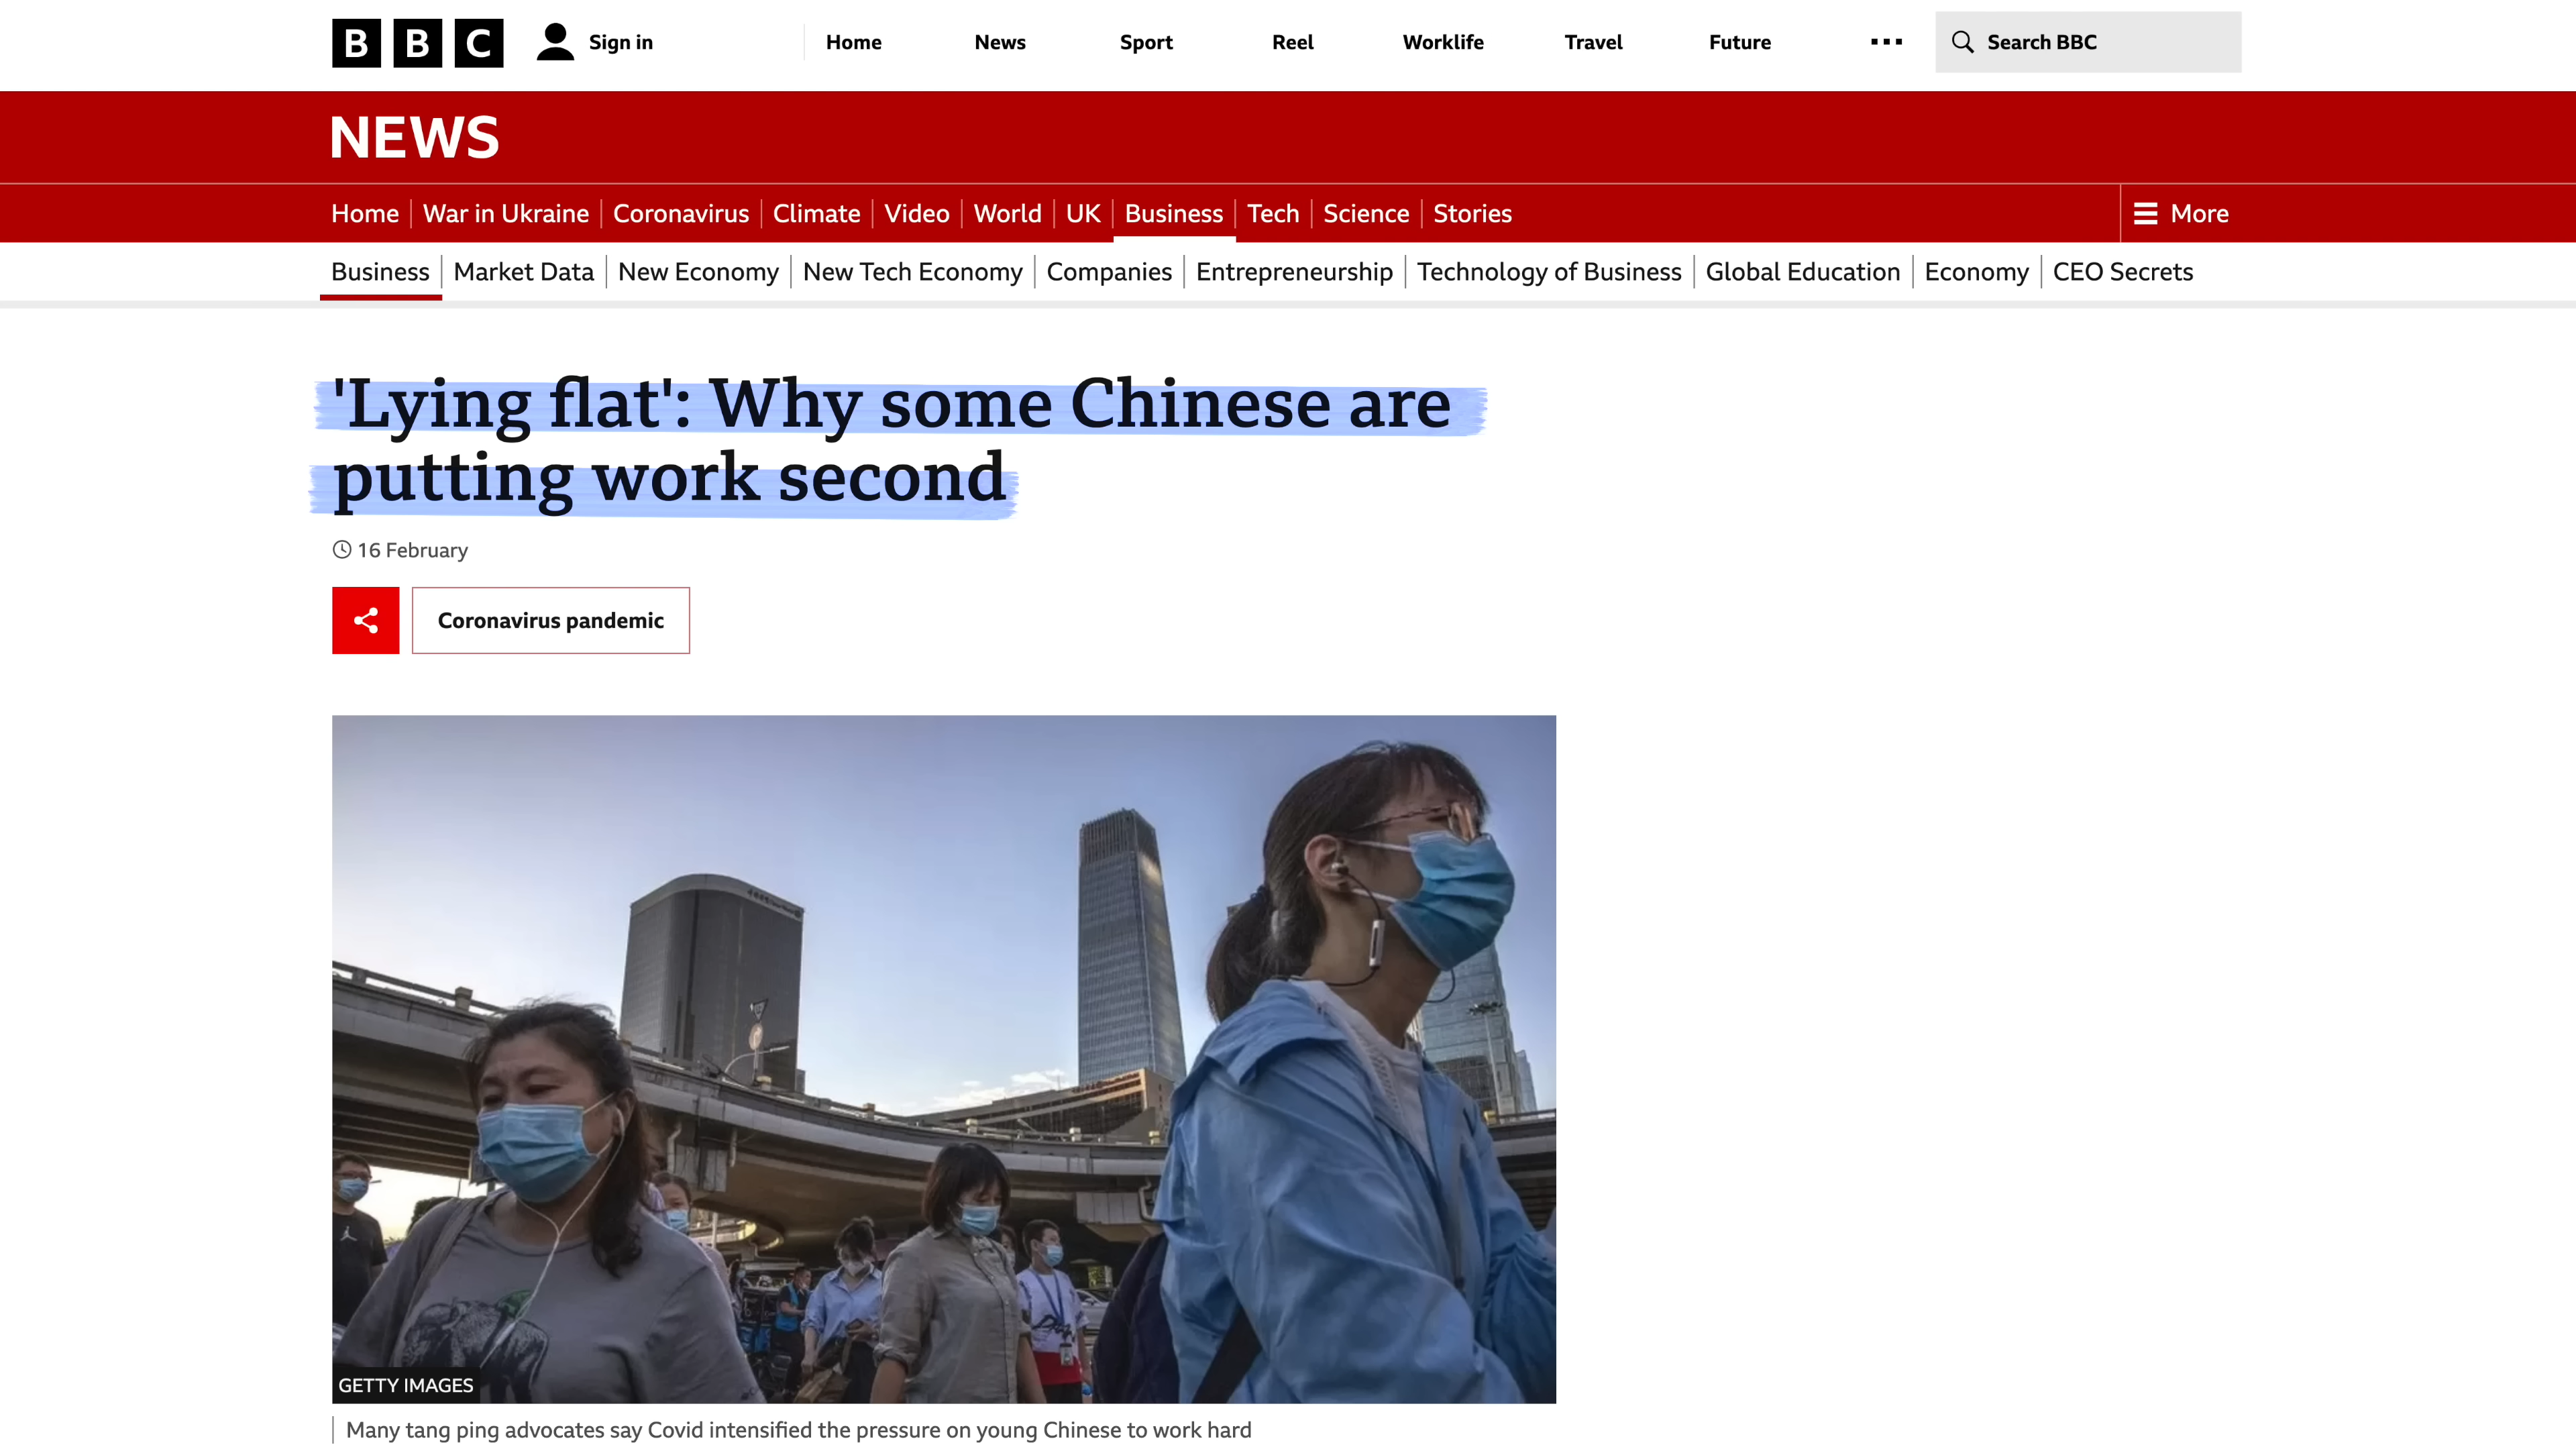 BBC
Sign in
Home
News
Sport
Reel
Worklife
Travel
Future
Search BBC
NEWS
Home
War in Ukraine
Coronavirus
Climate
Video
World
UK
Business
Tech
Science
Stories
More
Business
Market Data
New Economy
New Tech Economy
Companies
Entrepreneurship
Technology of Business
Global Education
Economy
CEO Secrets
'Lying flat': Why some Chinese are
putting work second
16 February
Coronavirus pandemic
GETTY IMAGES
Many tang ping advocates say Covid intensified the pressure on young Chinese to work hard